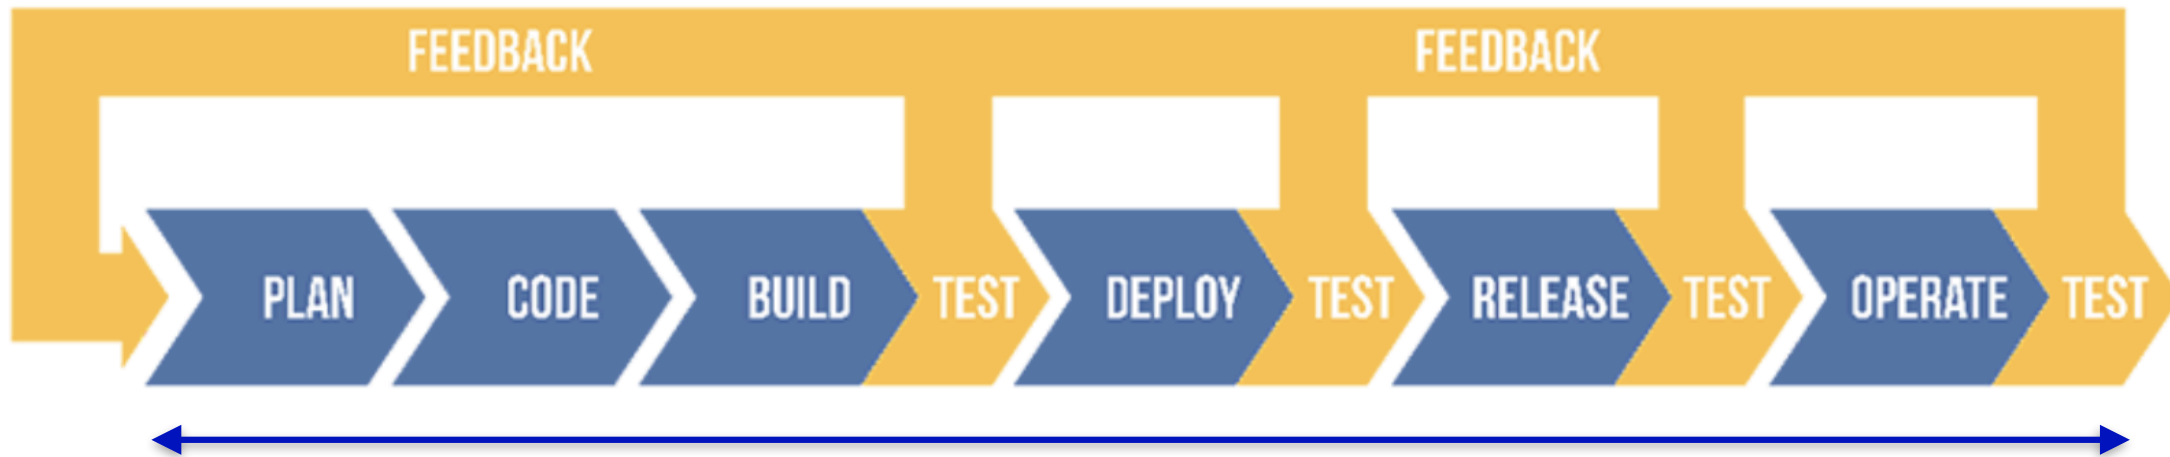 FEEDBACK FEEDBACK
PLAN CODE BUILD TEST DEPLOY TEST RELEASE TEST OPERATE TEST